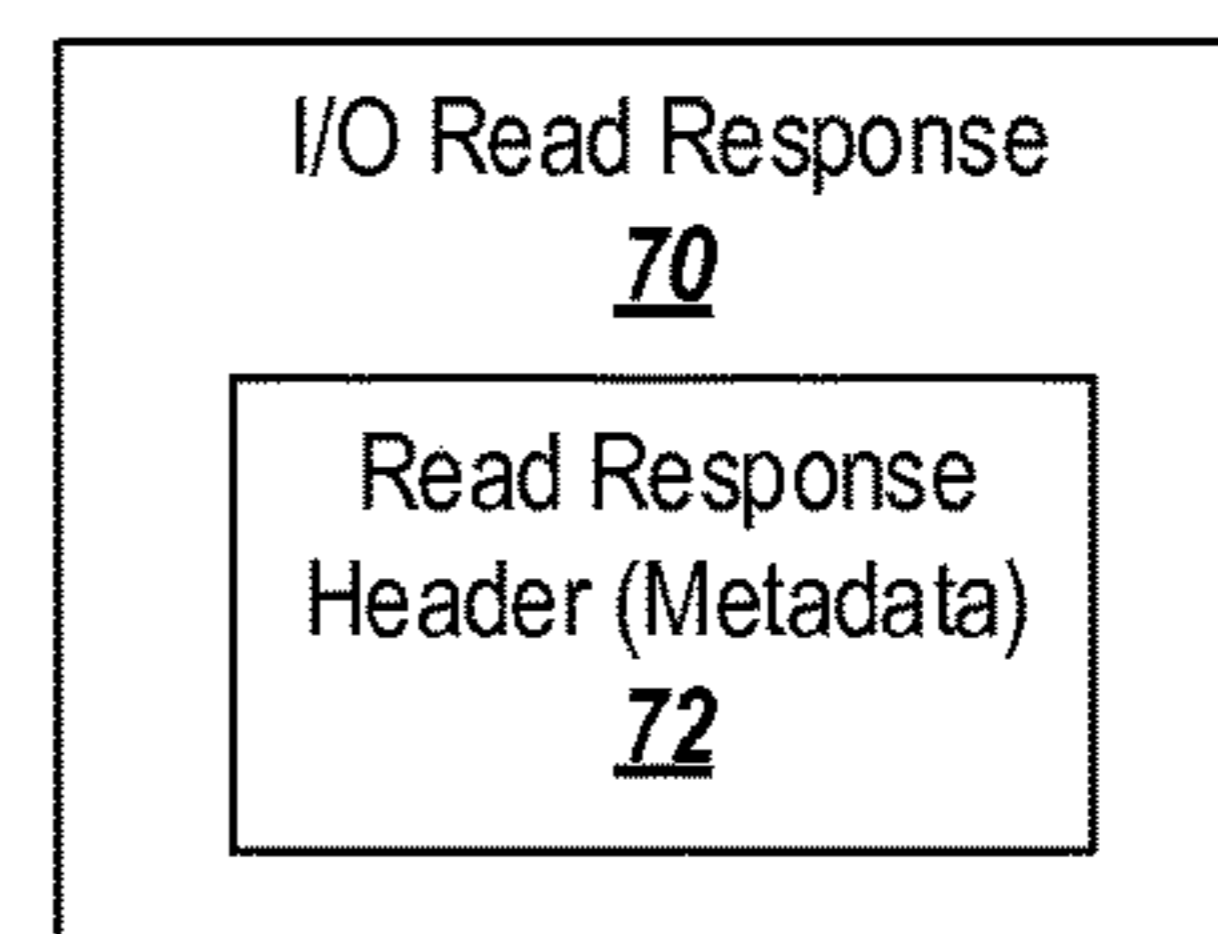 I/O Read Response
70
Read Response
Header (Metadata)
72